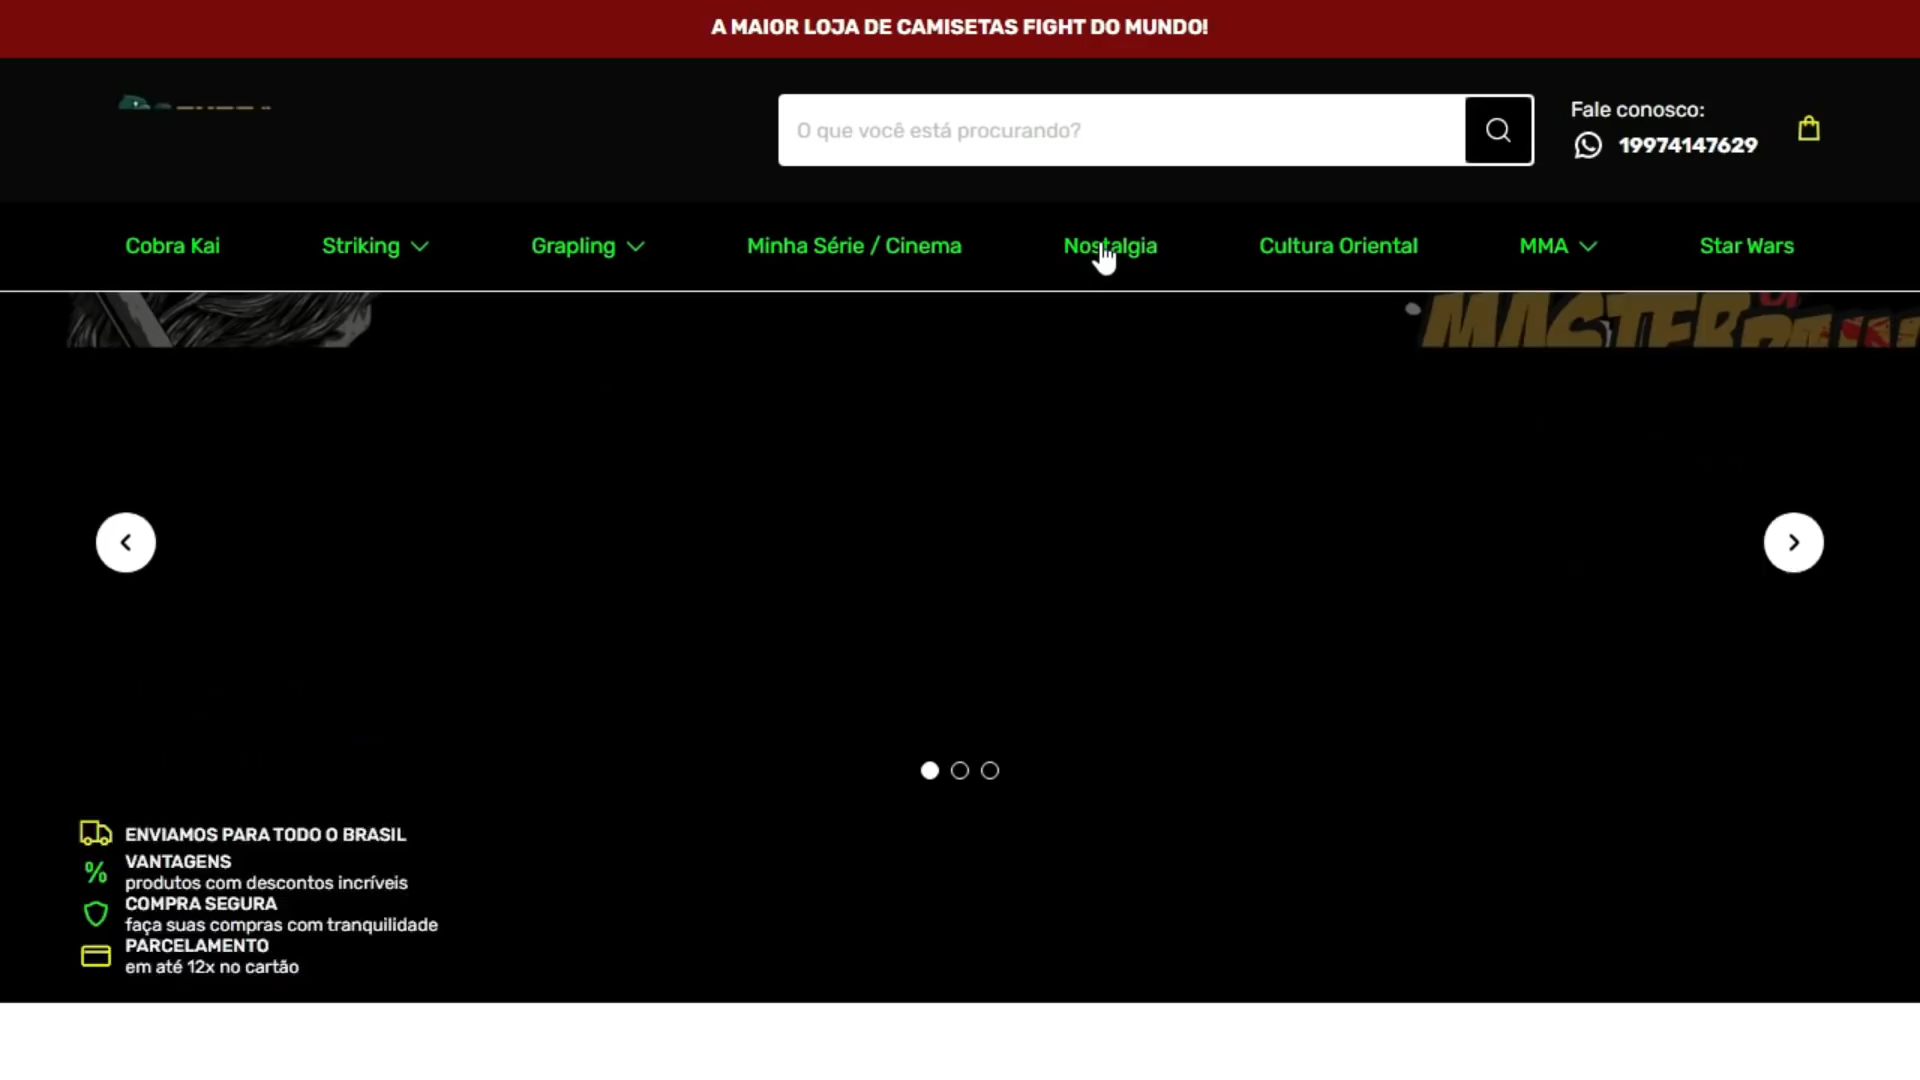 A MAIOR LOJA DE CAMISETAS FIGHT DO MUNDO!
O que você está procurando?
Fale conosco:
19974147629
Cobra Kai
Striking
Grapling
Minha Série / Cinema
Nostalgia
Cultura Oriental
MMA
Star Wars
MASTER OF
ENVIAMOS PARA TODO O BRASIL
% VANTAGENS
produtos com descontos incríveis
COMPRA SEGURA
faça suas compras com tranquilidade
PARCELAMENTO
em até 12x no cartão